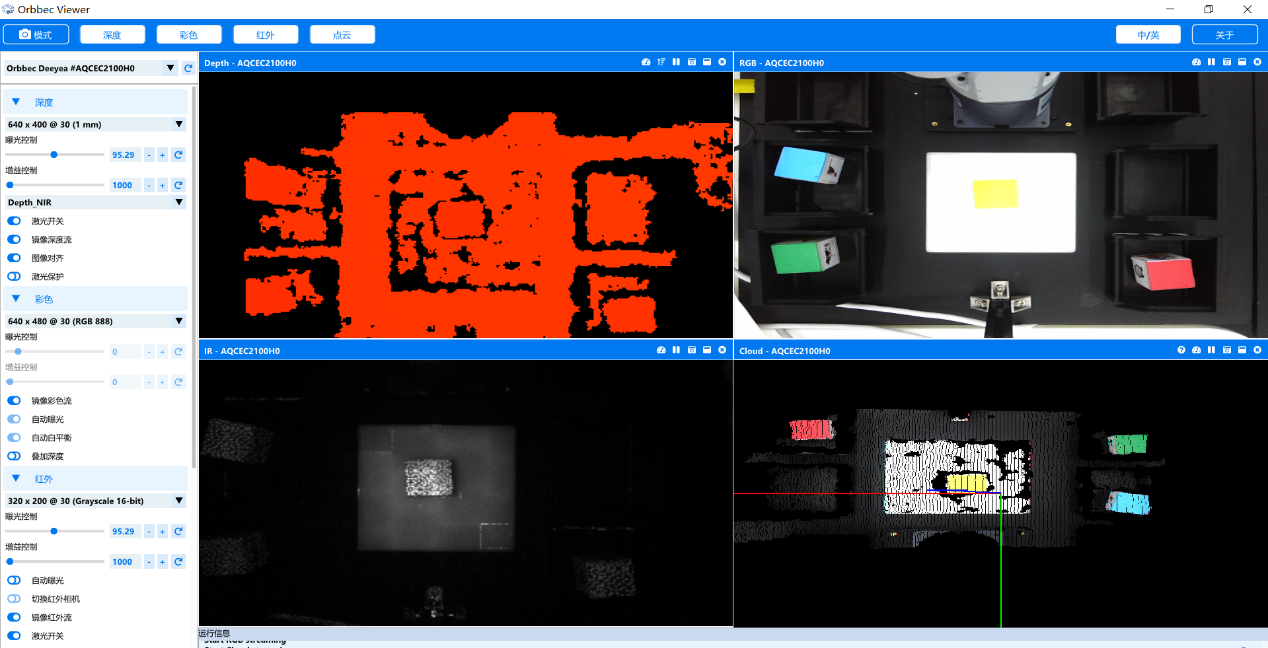 Orbbec Viewer
模式 深度 彩色 红外 点云 中/英 关于
Orbbec Deeyea #AQCEC2100H0
深度
640 x 400 @ 30 (1 mm)
曝光控制
95.29 - +
增益控制
1000 - +
Depth_NIR
激光开关
镜像深度流
图像对齐
激光保护
彩色
640 x 480 @ 30 (RGB 888)
曝光控制
0 - +
增益控制
0 - +
镜像彩色流
自动曝光
自动白平衡
叠加深度
红外
320 x 200 @ 30 (Grayscale 16-bit)
曝光控制
95.29 - +
增益控制
1000 - +
自动曝光
切换红外相机
镜像红外流
激光开关
Depth - AQCEC2100H0
RGB - AQCEC2100H0
IR - AQCEC2100H0
Cloud - AQCEC2100H0
运行信息
Start RGB streaming